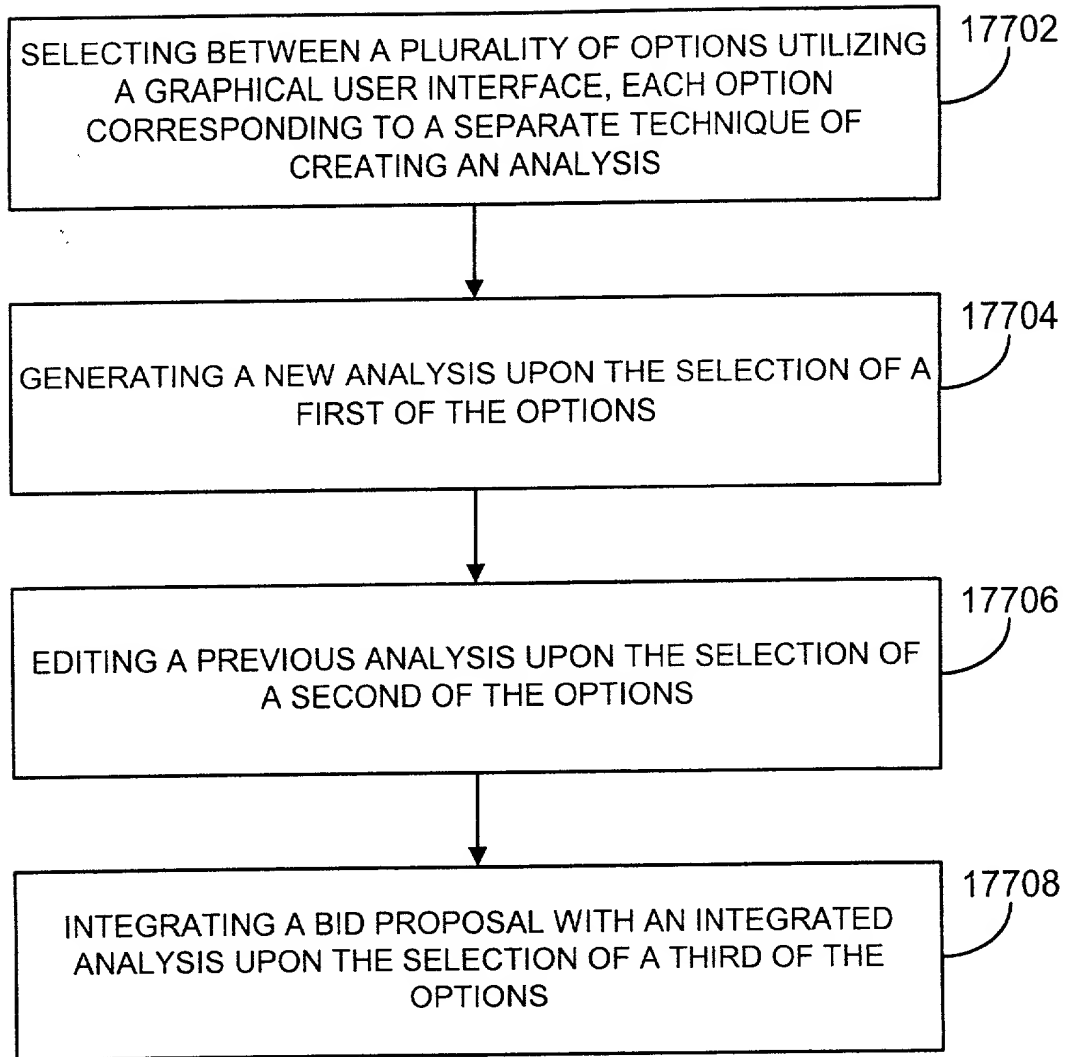 17702
SELECTING BETWEEN A PLURALITY OF OPTIONS UTILIZING
A GRAPHICAL USER INTERFACE, EACH OPTION
CORRESPONDING TO A SEPARATE TECHNIQUE OF
CREATING AN ANALYSIS
17704
GENERATING A NEW ANALYSIS UPON THE SELECTION OF A
FIRST OF THE OPTIONS
17706
EDITING A PREVIOUS ANALYSIS UPON THE SELECTION OF
A SECOND OF THE OPTIONS
17708
INTEGRATING A BID PROPOSAL WITH AN INTEGRATED
ANALYSIS UPON THE SELECTION OF A THIRD OF THE
OPTIONS